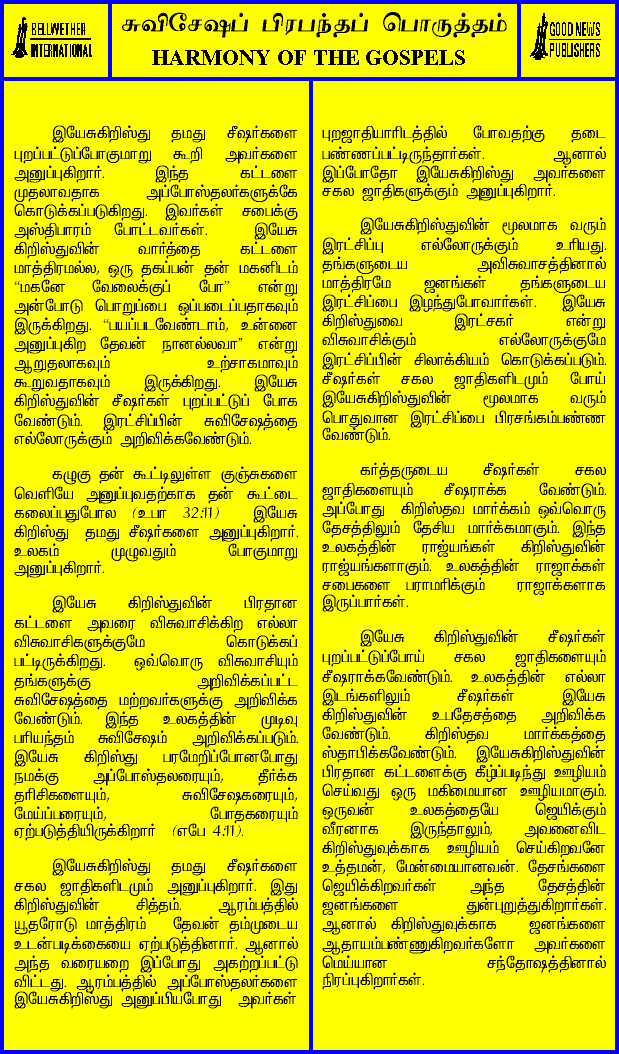 BELLWETHER
INTERNATIONAL
சுவிசேஷப் பிரபந்தப் பொருத்தம்
HARMONY OF THE GOSPELS
GOOD NEWS
PUBLISHERS
இயேசுகிறிஸ்து தமது சீஷர்களை
புறப்பட்டுப்போகுமாறு கூறி அவர்களை
அனுப்புகிறார். இந்த கட்டளை
முதலாவதாக அப்போஸ்தலர்களுக்கே
கொடுக்கப்படுகிறது. இவர்கள் சபைக்கு
அஸ்திபாரம் போட்டவர்கள். இயேசு
கிறிஸ்துவின் வார்த்தை கட்டளை
மாத்திரமல்ல, ஒரு தகப்பன் தன் மகனிடம்
“மகனே வேலைக்குப் போ” என்று
அன்போடு பொறுப்பை ஒப்படைப்பதாகவும்
இருக்கிறது. “பயப்படவேண்டாம், உன்னை
அனுப்புகிற தேவன் நானல்லவா” என்று
ஆறுதலாகவும் உற்சாகமாவும்
கூறுவதாகவும் இருக்கிறது. இயேசு
கிறிஸ்துவின் சீஷர்கள் புறப்பட்டுப் போக
வேண்டும். இரட்சிப்பின் சுவிசேஷத்தை
எல்லோருக்கும் அறிவிக்கவேண்டும்.
கழுகு தன் கூட்டிலுள்ள குஞ்சுகளை
வெளியே அனுப்புவதற்காக தன் கூட்டை
கலைப்பதுபோல (உபா 32:11) இயேசு
கிறிஸ்து தமது சீஷர்களை அனுப்புகிறார்.
உலகம் முழுவதும் போகுமாறு
அனுப்புகிறார்.
இயேசு கிறிஸ்துவின் பிரதான
கட்டளை அவரை விசுவாசிக்கிற எல்லா
விசுவாசிகளுக்குமே கொடுக்கப்
பட்டிருக்கிறது. ஒவ்வொரு விசுவாசியும்
தங்களுக்கு அறிவிக்கப்பட்ட
சுவிசேஷத்தை மற்றவர்களுக்கு அறிவிக்க
வேண்டும். இந்த உலகத்தின் முடிவு
பரியந்தம் சுவிசேஷம் அறிவிக்கப்படும்.
இயேசு கிறிஸ்து பரமேறிப்போனபோது
நமக்கு அப்போஸ்தலரையும், தீர்க்க
தரிசிகளையும், சுவிசேஷகரையும்,
மேய்ப்பரையும், போதகரையும்
ஏற்படுத்தியிருக்கிறார் (எபே 4:11).
இயேசுகிறிஸ்து தமது சீஷர்களை
சகல ஜாதிகளிடமும் அனுப்புகிறார். இது
கிறிஸ்துவின் சித்தம். ஆரம்பத்தில்
யூதரோடு மாத்திரம் தேவன் தம்முடைய
உடன்படிக்கையை ஏற்படுத்தினார். ஆனால்
அந்த வரையறை இப்போது அகற்றப்பட்டு
விட்டது. ஆரம்பத்தில் அப்போஸ்தலர்களை
இயேசுகிறிஸ்து அனுப்பியபோது அவர்கள்
புறஜாதியாரிடத்தில் போவதற்கு தடை
பண்ணப்பட்டிருந்தார்கள். ஆனால்
இப்போதோ இயேசுகிறிஸ்து அவர்களை
சகல ஜாதிகளுக்கும் அனுப்புகிறார்.
இயேசுகிறிஸ்துவின் மூலமாக வரும்
இரட்சிப்பு எல்லோருக்கும் உரியது.
தங்களுடைய அவிசுவாசத்தினால்
மாத்திரமே ஜனங்கள் தங்களுடைய
இரட்சிப்பை இழந்துபோவார்கள். இயேசு
கிறிஸ்துவை இரட்சகர் என்று
விசுவாசிக்கும் எல்லோருக்குமே
இரட்சிப்பின் சிலாக்கியம் கொடுக்கப்படும்.
சீஷர்கள் சகல ஜாதிகளிடமும் போய்
இயேசுகிறிஸ்துவின் மூலமாக வரும்
பொதுவான இரட்சிப்பை பிரசங்கம்பண்ண
வேண்டும்.
கர்த்தருடைய சீஷர்கள் சகல
ஜாதிகளையும் சீஷராக்க வேண்டும்.
அப்போது கிறிஸ்தவ மார்க்கம் ஒவ்வொரு
தேசத்திலும் தேசிய மார்க்கமாகும். இந்த
உலகத்தின் ராஜ்யங்கள் கிறிஸ்துவின்
ராஜ்யங்களாகும். உலகத்தின் ராஜாக்கள்
சபைகளை பராமரிக்கும் ராஜாக்களாக
இருப்பார்கள்.
இயேசு கிறிஸ்துவின் சீஷர்கள்
புறப்பட்டுப்போய் சகல ஜாதிகளையும்
சீஷராக்கவேண்டும். உலகத்தின் எல்லா
இடங்களிலும் சீஷர்கள் இயேசு
கிறிஸ்துவின் உபதேசத்தை அறிவிக்க
வேண்டும். கிறிஸ்தவ மார்க்கத்தை
ஸ்தாபிக்கவேண்டும். இயேசுகிறிஸ்துவின்
பிரதான கட்டளைக்கு கீழ்ப்படிந்து ஊழியம்
செய்வது ஒரு மகிமையான ஊழியமாகும்.
ஒருவன் உலகத்தையே ஜெயிக்கும்
வீரனாக இருந்தாலும், அவனைவிட
கிறிஸ்துவுக்காக ஊழியம் செய்கிறவனே
உத்தமன், மேன்மையானவன். தேசங்களை
ஜெயிக்கிறவர்கள் அந்த தேசத்தின்
ஜனங்களை துன்புறுத்துகிறார்கள்.
ஆனால் கிறிஸ்துவுக்காக ஜனங்களை
ஆதாயம்பண்ணுகிறவர்களோ அவர்களை
மெய்யான சந்தோஷத்தினால்
நிரப்புகிறார்கள்.